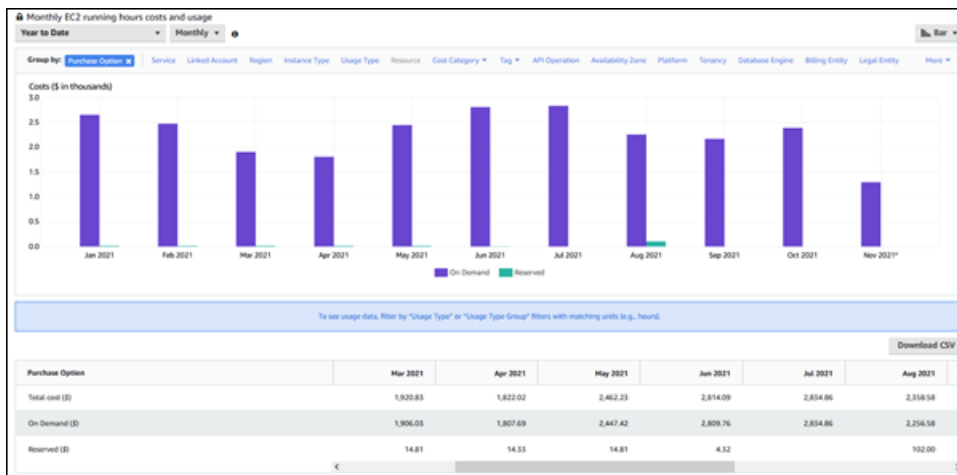 Monthly EC2 running hours costs and usage
Year to Date Monthly Bar
Group by: Purchase Option Service Linked Account Region Instance Type Usage Type Resource Cost Category Tag API Operation Availability Zone Platform Tenancy Database Engine Billing Entity Legal Entity More
Costs ($ in thousands)
3.0
2.5
2.0
1.5
1.0
0.5
0.0
Jan 2021 Feb 2021 Mar 2021 Apr 2021 May 2021 Jun 2021 Jul 2021 Aug 2021 Sep 2021 Oct 2021 Nov 2021*
On Demand Reserved
To see usage data, filter by "Usage Type" or "Usage Type Group" filters with matching units (e.g., hours).
Download CSV
Purchase Option Mar 2021 Apr 2021 May 2021 Jun 2021 Jul 2021 Aug 2021
Total cost ($) 1,920.83 1,822.02 2,462.23 2,814.09 2,834.86 2,358.58
On Demand ($) 1,906.03 1,807.69 2,447.42 2,809.76 2,834.86 2,256.58
Reserved ($) 14.81 14.33 14.81 4.32 102.00